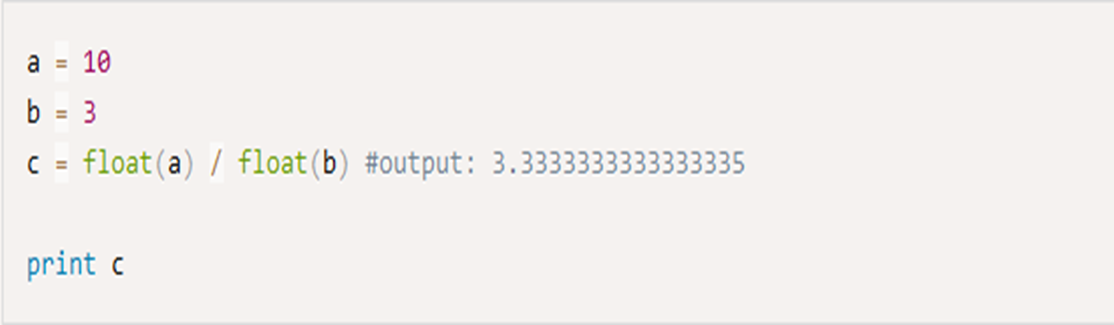 a = 10
b = 3
c = float(a) / float(b) #output: 3.3333333333333335
print c